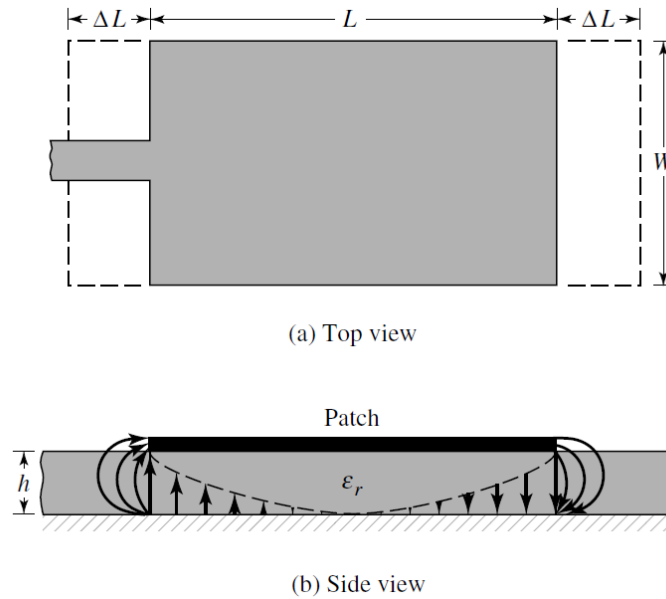 ΔL L ΔL
W
(a) Top view
Patch
h
εr
(b) Side view